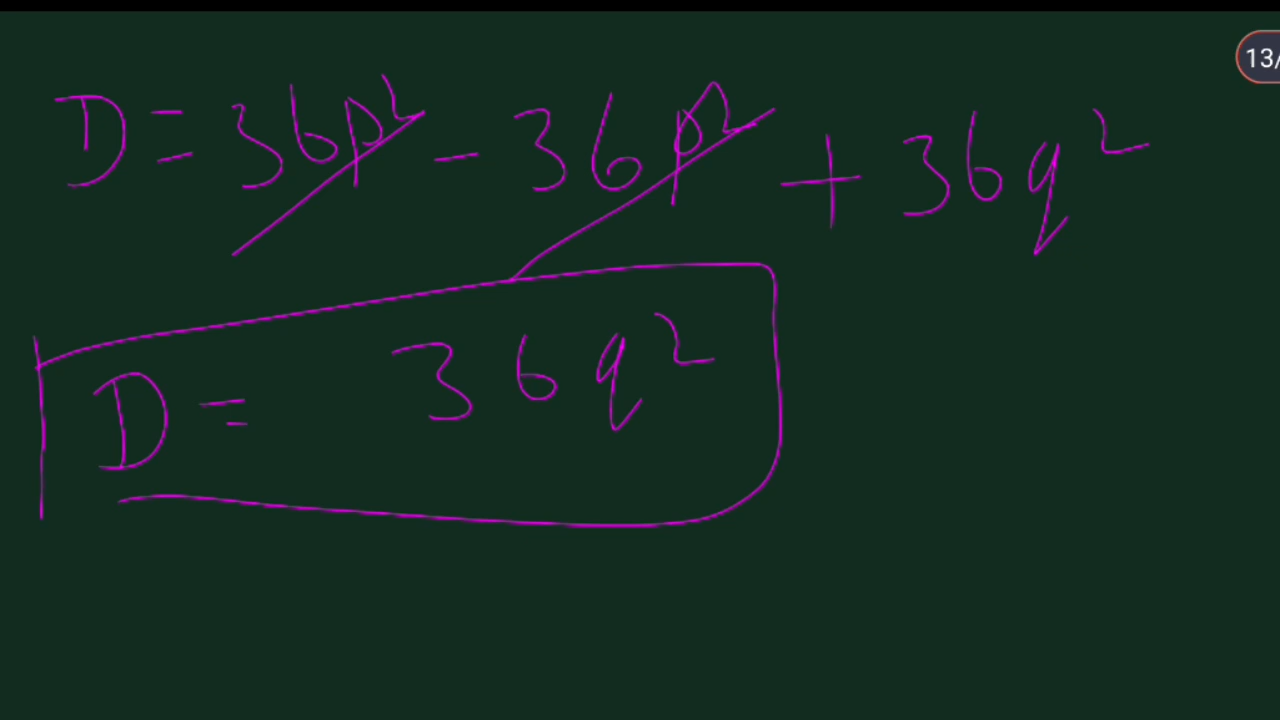 13/
D = 36p² - 36p² + 36q²
D = 36q²